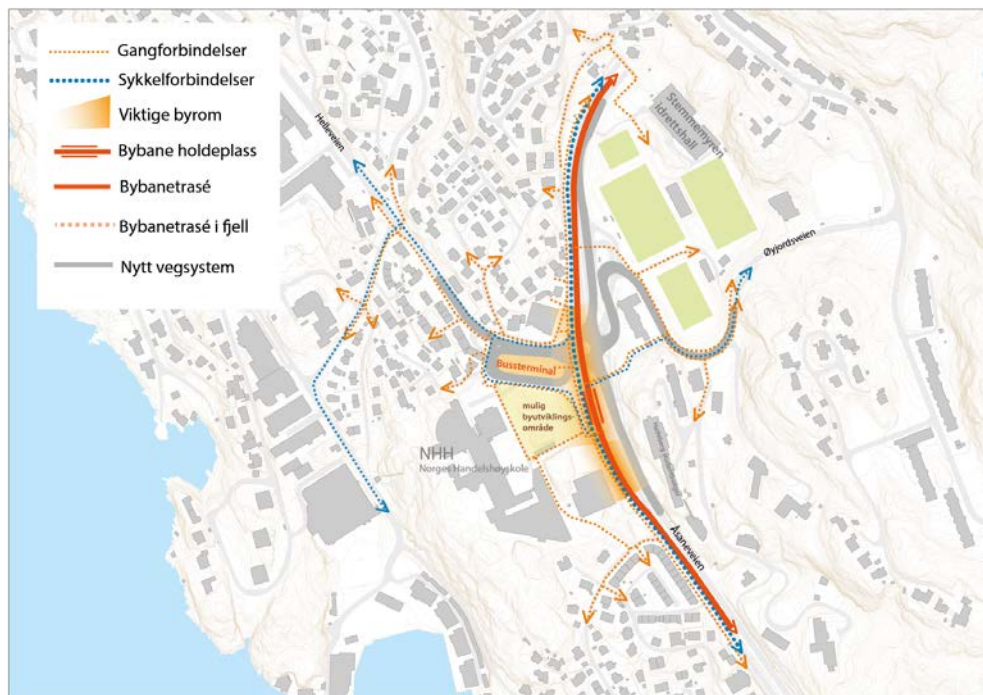 Gangforbindelser
Sykkelforbindelser
Viktige byrom
Bybane holdeplass
Bybanetrasé
Bybanetrasé i fjell
Nytt vegsystem
Helleveien
Stemmemyren
idrettshall
Øyjordsveien
Bussterminal
mulig
byutviklings-
område
NHH
Norges Handelshøyskole
Åsaneveien